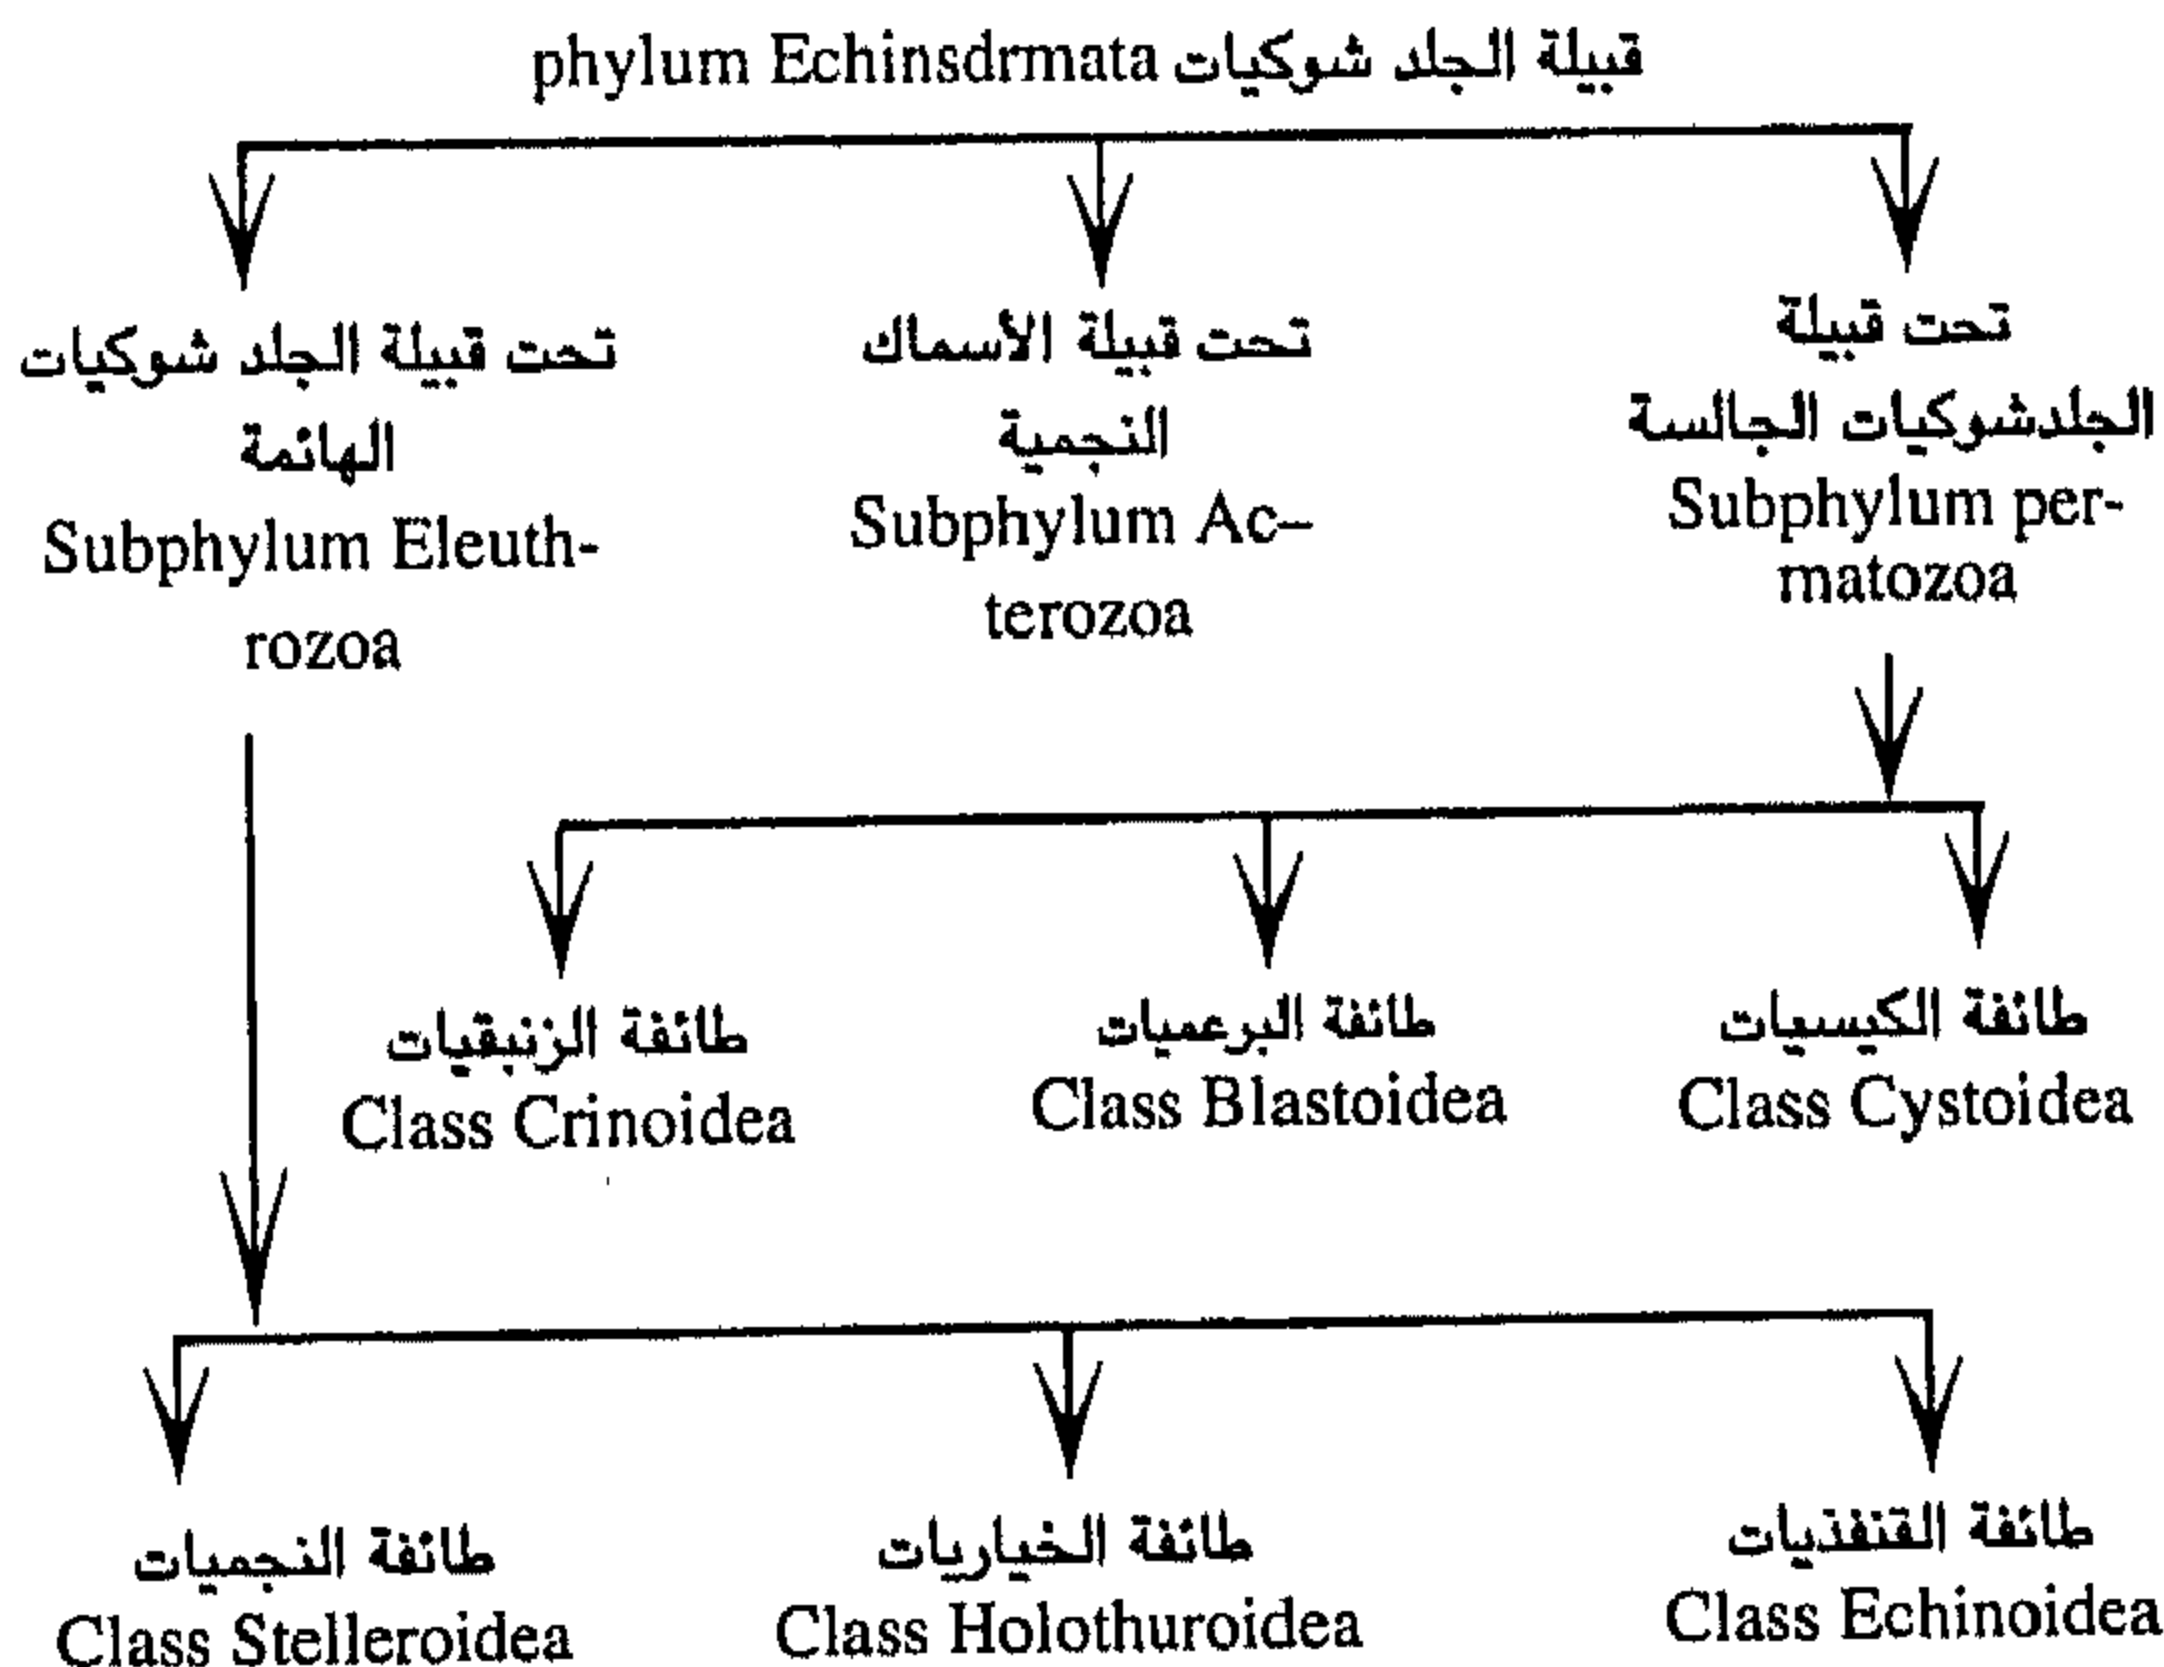 قبيلة الجلد شوكيات phylum Echinsdrmata
تحت قبيلة
الجلدشوكيات الجالسة
Subphylum per-
matozoa
تحت قبيلة الأسماك
النجمية
Subphylum Ac–
terozoa
تحت قبيلة الجلد شوكيات
الهائمة
Subphylum Eleuth-
rozoa
طائفة الكيسيات
Class Cystoidea
طائفة البرعميات
Class Blastoidea
طائفة الزنبقيات
Class Crinoidea
طائفة القنفذيات
Class Echinoidea
طائفة الخياريات
Class Holothuroidea
طائفة النجميات
Class Stelleroidea